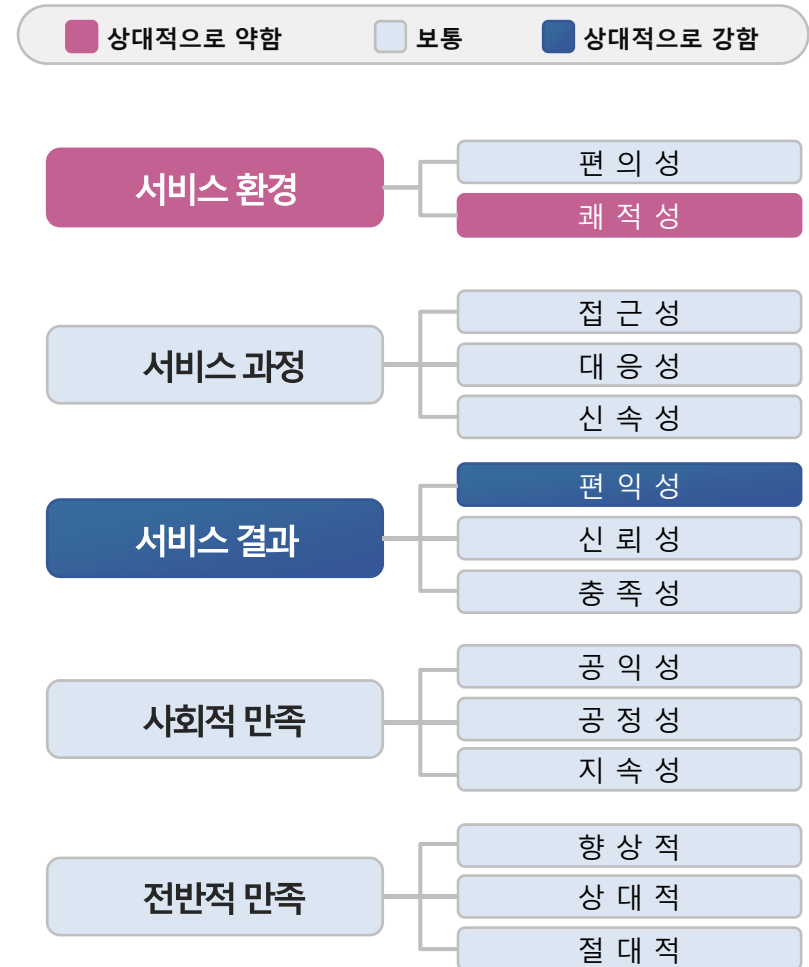 상대적으로 약함 보통 상대적으로 강함
서비스 환경
편 의 성
쾌 적 성
서비스 과정
접 근 성
대 응 성
신 속 성
서비스 결과
편 익 성
신 뢰 성
충 족 성
사회적 만족
공 익 성
공 정 성
지 속 성
전반적 만족
향 상 적
상 대 적
절 대 적